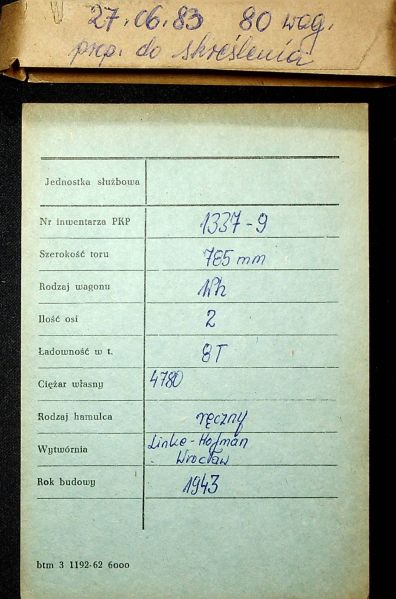 27.06.83 80 wag.
prop. do skreślenia
Jednostka służbowa
Nr inwentarza PKP 1337-9
Szerokość toru 785 mm
Rodzaj wagonu Wh
Ilość osi 2
Ładowność w t. 8T
Ciężar własny 4780
Rodzaj hamulca ręczny
Wytwórnia Linke-Hofman
Wrocław
Rok budowy 1943
btm 3 1192-62 6000